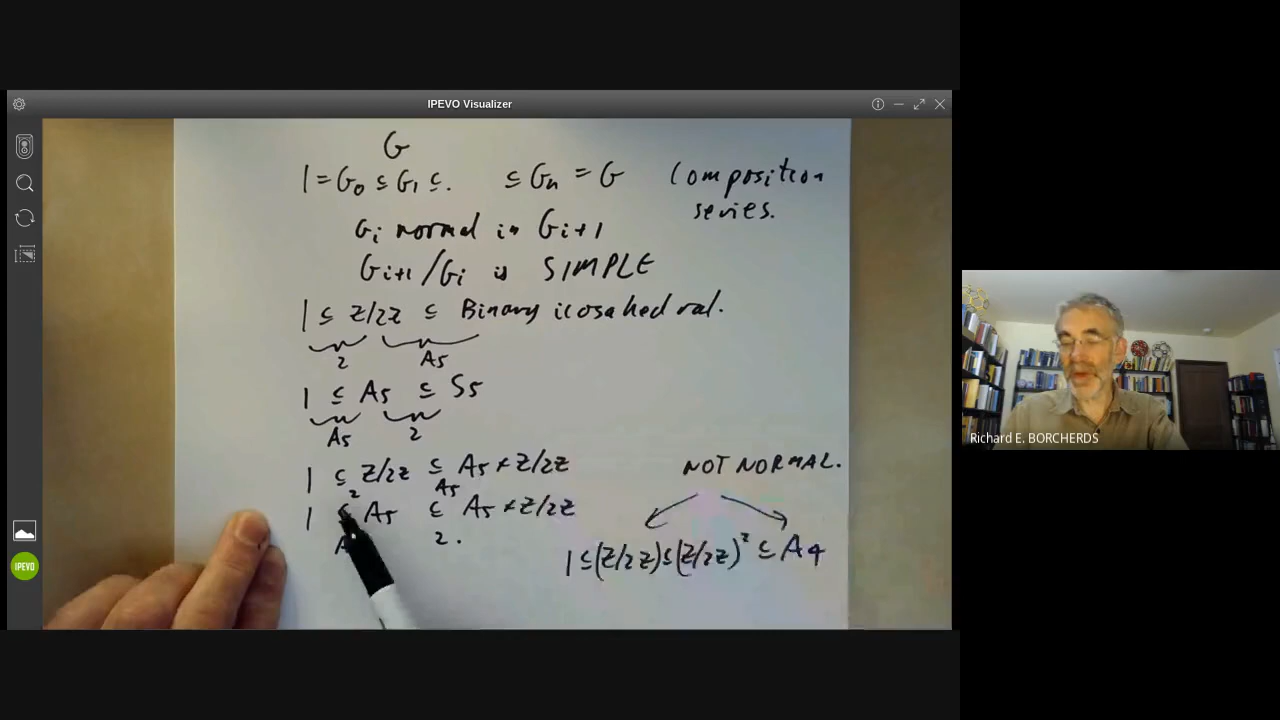 IPEVO Visualizer
G
1 = G₀ ⊆ G₁ ⊆ . ⊆ Gₙ = G Composition
series.
Gᵢ normal in Gᵢ₊₁
Gᵢ₊₁/Gᵢ is SIMPLE
1 ⊆ Z/2Z ⊆ Binary icosahedral.
2 A₅
1 ⊆ A₅ ⊆ S₅
A₅ 2
1 ⊆ Z/2Z ⊆ A₅ × Z/2Z
2 A₅
1 ⊆ A₅ ⊆ A₅ × Z/2Z
2.
NOT NORMAL.
1 ⊆ (Z/2Z) ⊆ (Z/2Z)² ⊆ A₄
Richard E. BORCHERDS
IPEVO